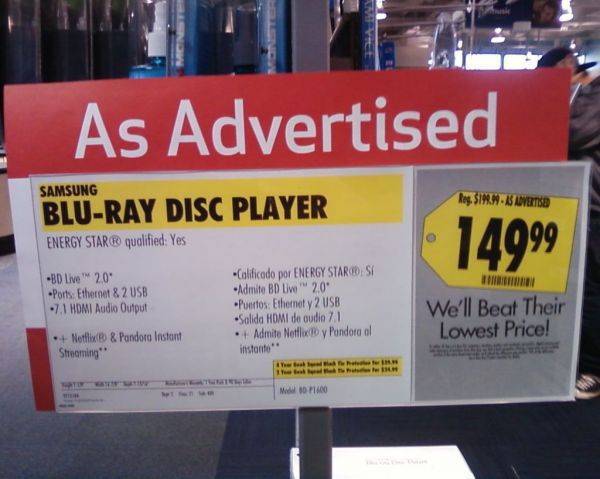 As Advertised
SAMSUNG
BLU-RAY DISC PLAYER
ENERGY STAR® qualified: Yes
•BD Live™ 2.0*
•Ports: Ethernet & 2 USB
•7.1 HDMI Audio Output
•+ Netflix® & Pandora Instant
Streaming**
•Calificado por ENERGY STAR®: Sí
•Admite BD Live™ 2.0*
•Puertos: Ethernet y 2 USB
•Salida HDMI de audio 7.1
•+ Admite Netflix® y Pandora al
instante**
Model: BD-P1600
Reg. $199.99 - AS ADVERTISED
149⁹⁹
We'll Beat Their
Lowest Price!